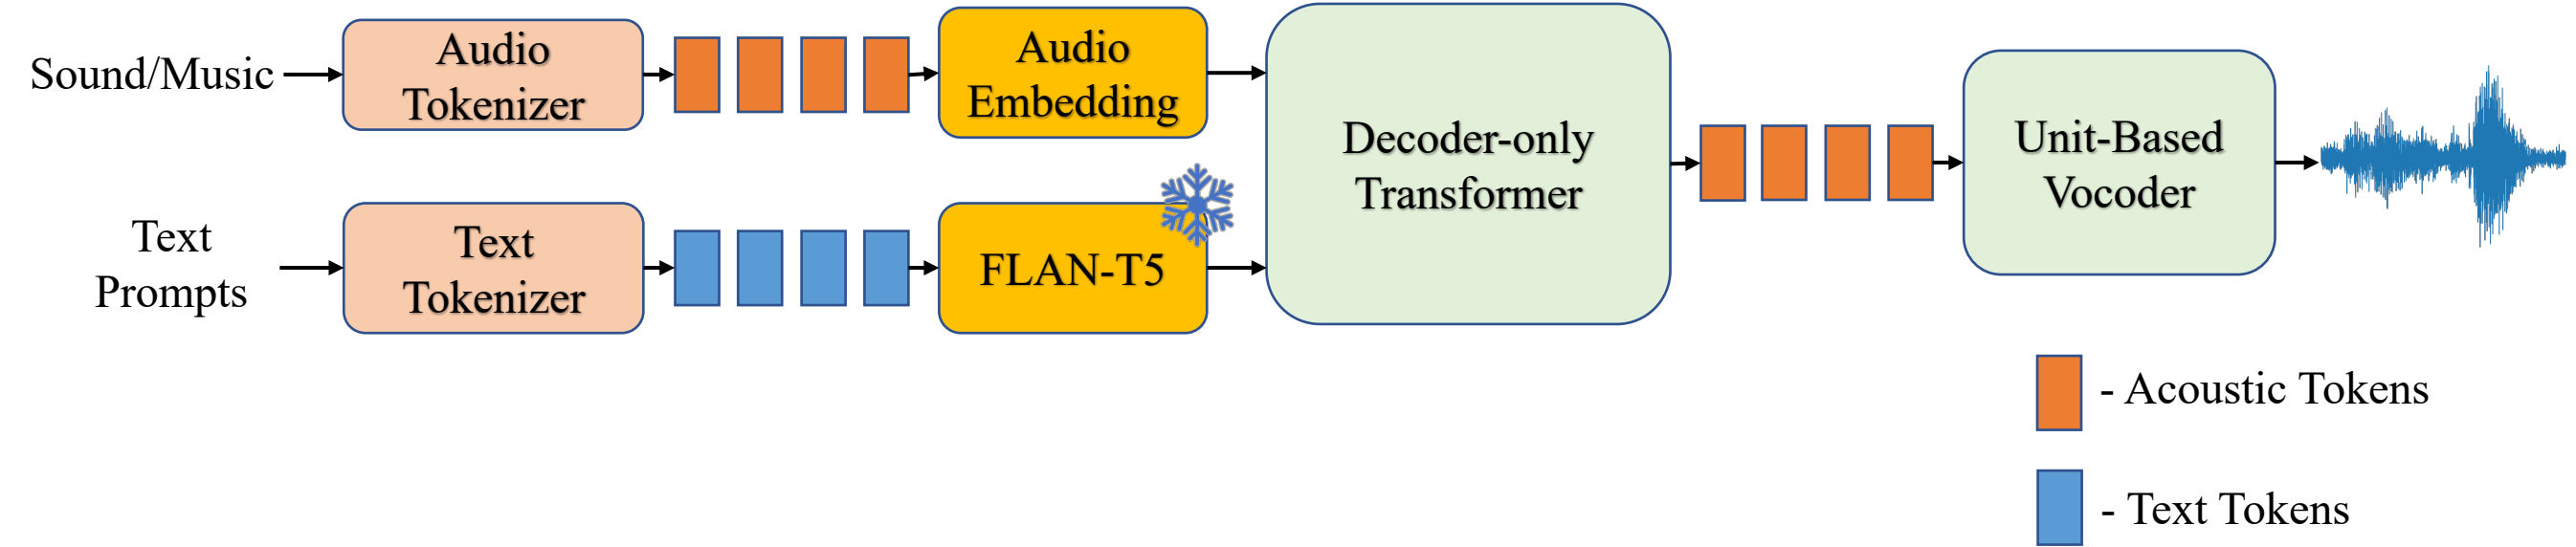 Sound/Music
Audio
Tokenizer
Audio
Embedding
Text
Prompts
Text
Tokenizer
FLAN-T5
Decoder-only
Transformer
Unit-Based
Vocoder
- Acoustic Tokens
- Text Tokens